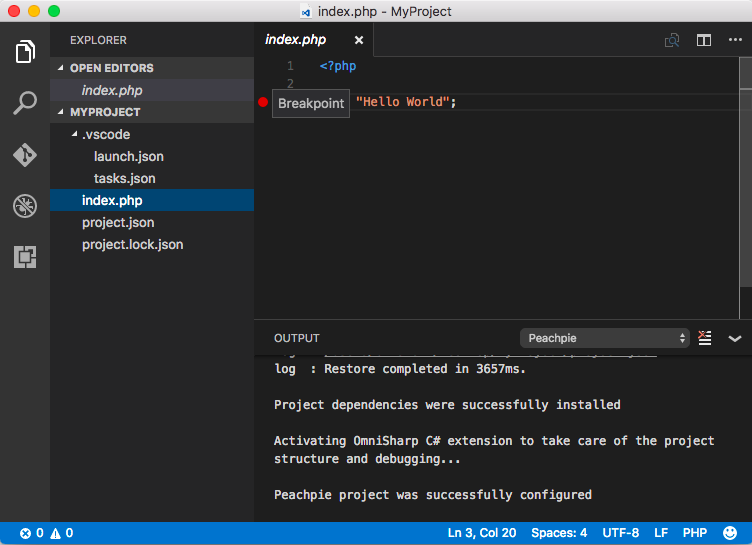 index.php - MyProject
EXPLORER
OPEN EDITORS
index.php
MYPROJECT
.vscode
launch.json
tasks.json
index.php
project.json
project.lock.json
index.php
1 <?php
2
Breakpoint "Hello World";
OUTPUT Peachpie
log : Restore completed in 3657ms.
Project dependencies were successfully installed
Activating OmniSharp C# extension to take care of the project
structure and debugging...
Peachpie project was successfully configured
0 0 Ln 3, Col 20 Spaces: 4 UTF-8 LF PHP